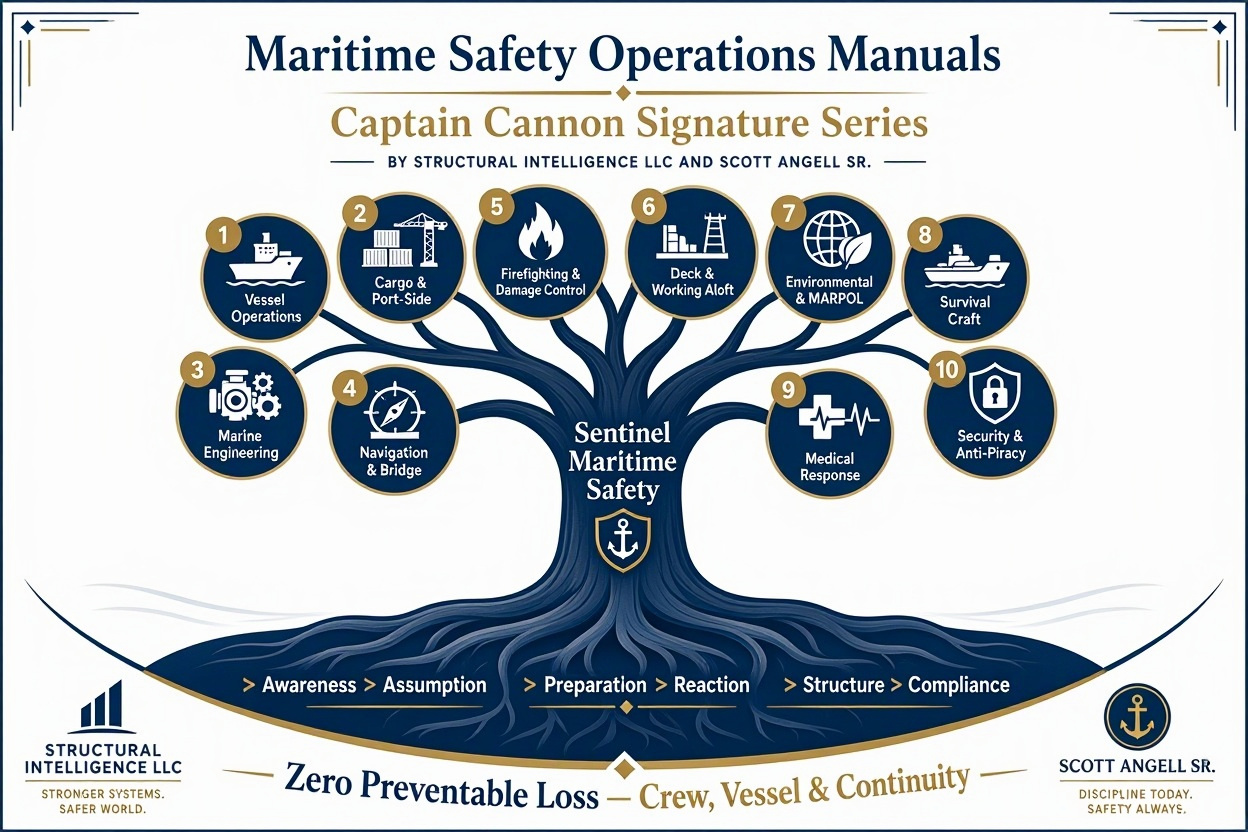 Maritime Safety Operations Manuals
Captain Cannon Signature Series
BY STRUCTURAL INTELLIGENCE LLC AND SCOTT ANGELL SR.
1
Vessel
Operations
2
Cargo &
Port-Side
5
Firefighting &
Damage Control
6
Deck &
Working Aloft
7
Environmental
& MARPOL
8
Survival
Craft
3
Marine
Engineering
4
Navigation
& Bridge
9
Medical
Response
10
Security &
Anti-Piracy
Sentinel
Maritime
Safety
> Awareness > Assumption
> Preparation > Reaction
> Structure > Compliance
STRUCTURAL
INTELLIGENCE LLC
STRONGER SYSTEMS.
SAFER WORLD.
Zero Preventable Loss — Crew, Vessel & Continuity
SCOTT ANGELL SR.
DISCIPLINE TODAY.
SAFETY ALWAYS.